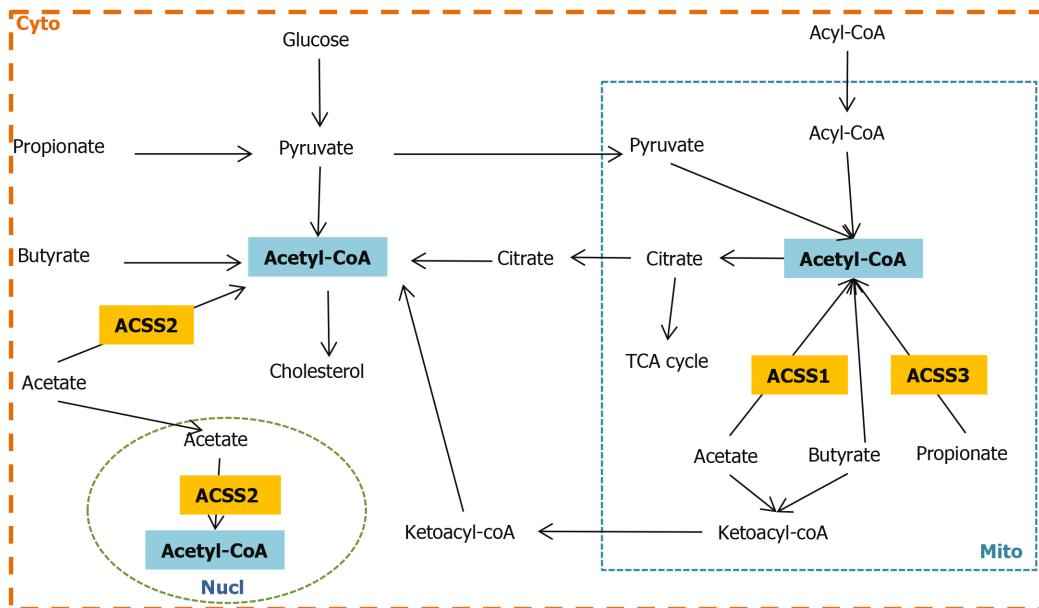 Cyto
Glucose
Acyl-CoA
Propionate
Pyruvate
Pyruvate
Acyl-CoA
Butyrate
Acetyl-CoA
Citrate
Citrate
Acetyl-CoA
ACSS2
Cholesterol
TCA cycle
ACSS1
ACSS3
Acetate
Acetate
Acetate
Butyrate
Propionate
ACSS2
Ketoacyl-coA
Ketoacyl-coA
Acetyl-CoA
Mito
Nucl